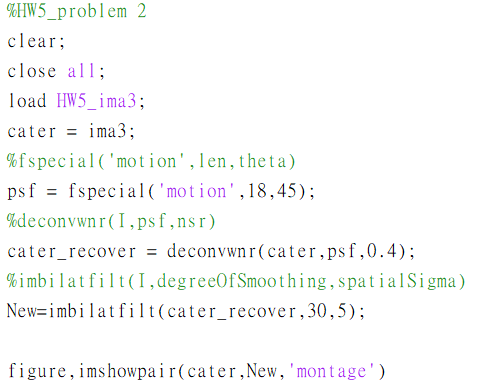 %HW5_problem 2
clear;
close all;
load HW5_ima3;
cater = ima3;
%fspecial('motion',len,theta)
psf = fspecial('motion',18,45);
%deconvwnr(I,psf,nsr)
cater_recover = deconvwnr(cater,psf,0.4);
%imbilatfilt(I,degreeOfSmoothing,spatialSigma)
New=imbilatfilt(cater_recover,30,5);
figure,imshowpair(cater,New,'montage')